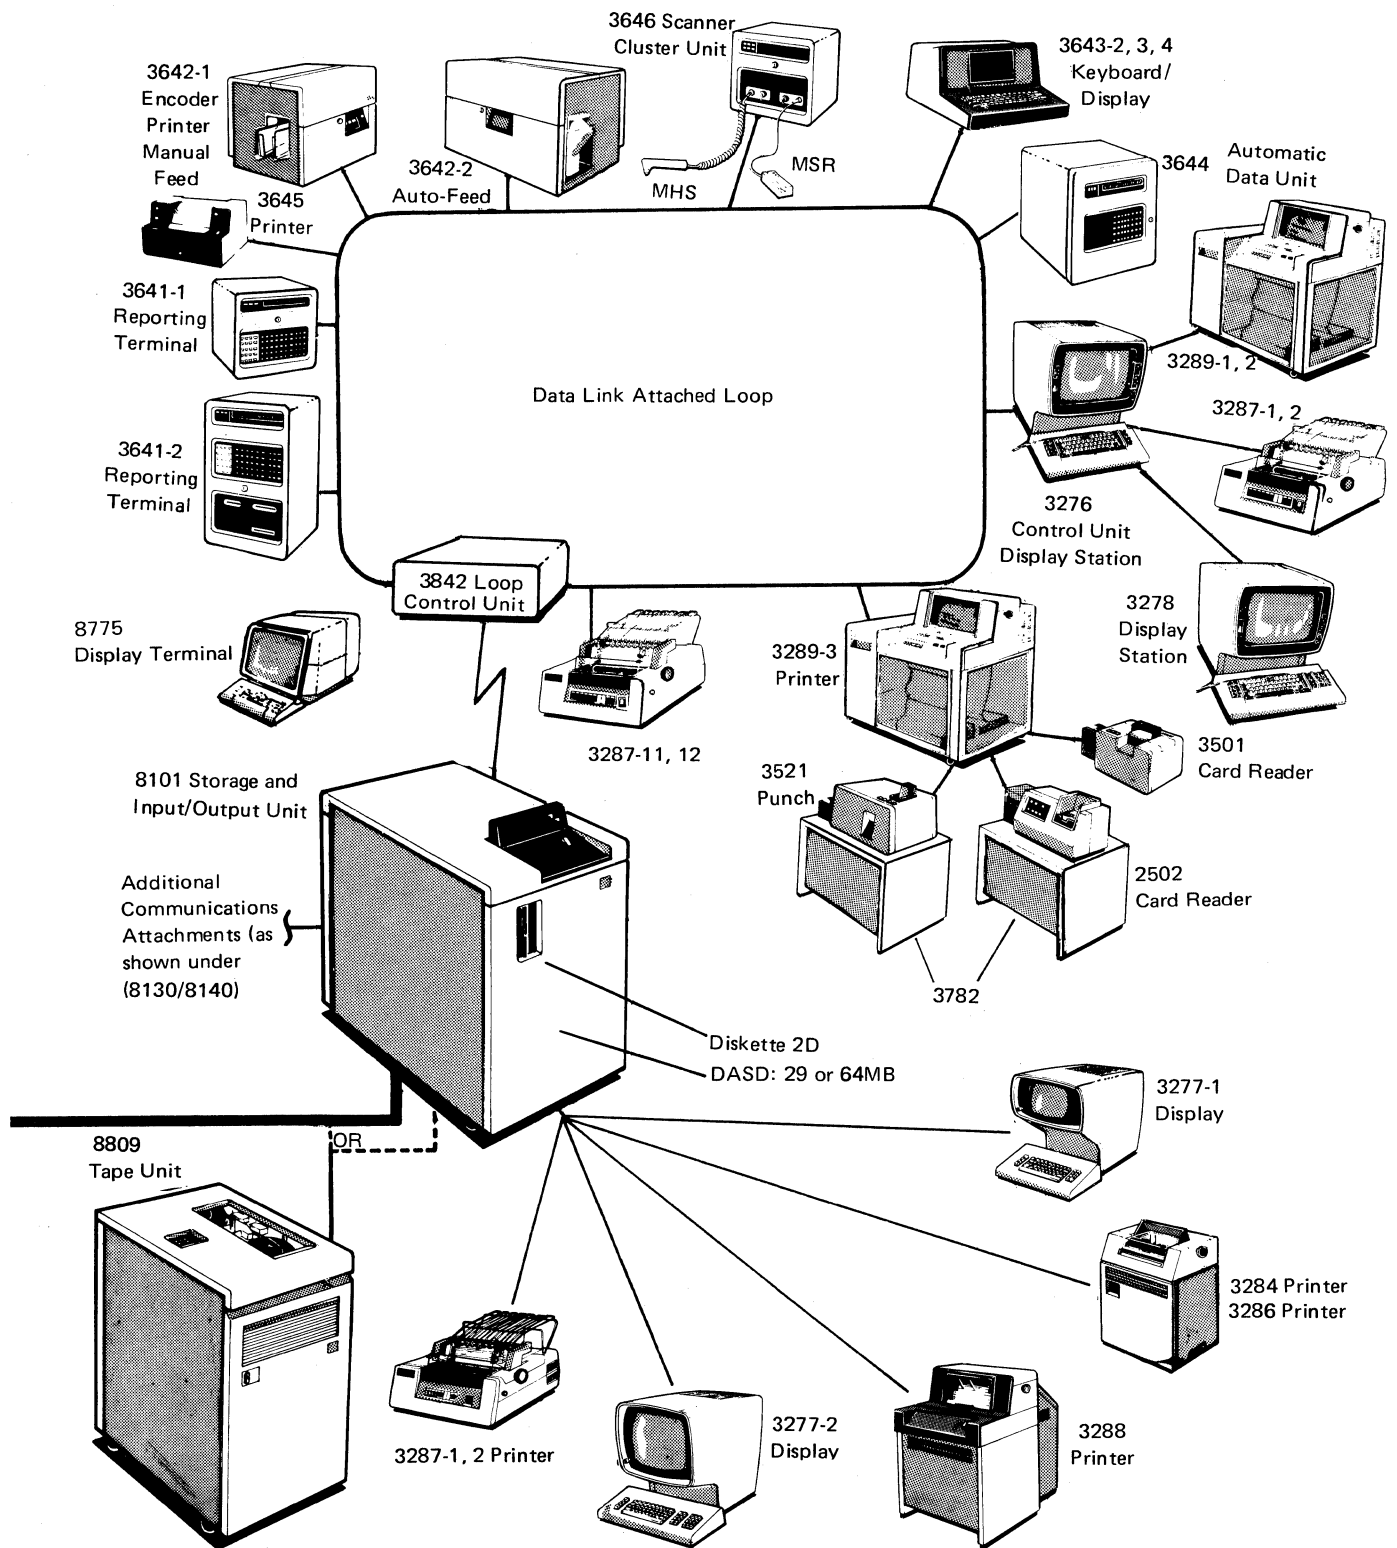 3646 Scanner
Cluster Unit
3643-2, 3, 4
Keyboard/
Display
3642-1
Encoder
Printer
Manual
Feed
3642-2
Auto-Feed
MHS
MSR
3644
Automatic
Data Unit
3645
Printer
3641-1
Reporting
Terminal
3289-1, 2
Data Link Attached Loop
3287-1, 2
3641-2
Reporting
Terminal
3276
Control Unit
Display Station
3842 Loop
Control Unit
3278
Display
Station
8775
Display Terminal
3289-3
Printer
3287-11, 12
3501
Card Reader
3521
Punch
8101 Storage and
Input/Output Unit
2502
Card Reader
Additional
Communications
Attachments (as
shown under
(8130/8140)
3782
Diskette 2D
DASD: 29 or 64MB
3277-1
Display
OR
8809
Tape Unit
3284 Printer
3286 Printer
3287-1, 2 Printer
3277-2
Display
3288
Printer